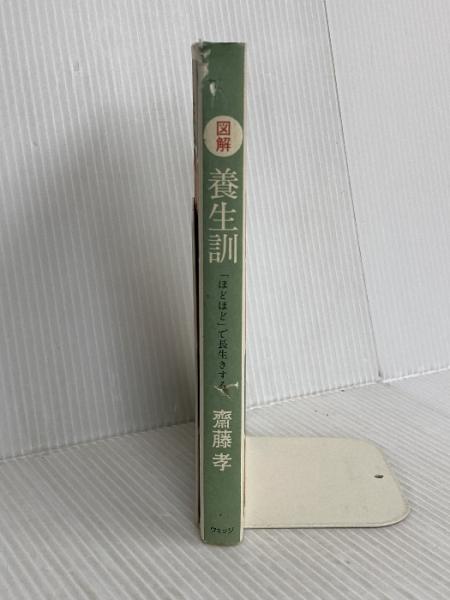 図解
養生訓
「ほどほど」で長生きする
齋藤孝
ウェッジ